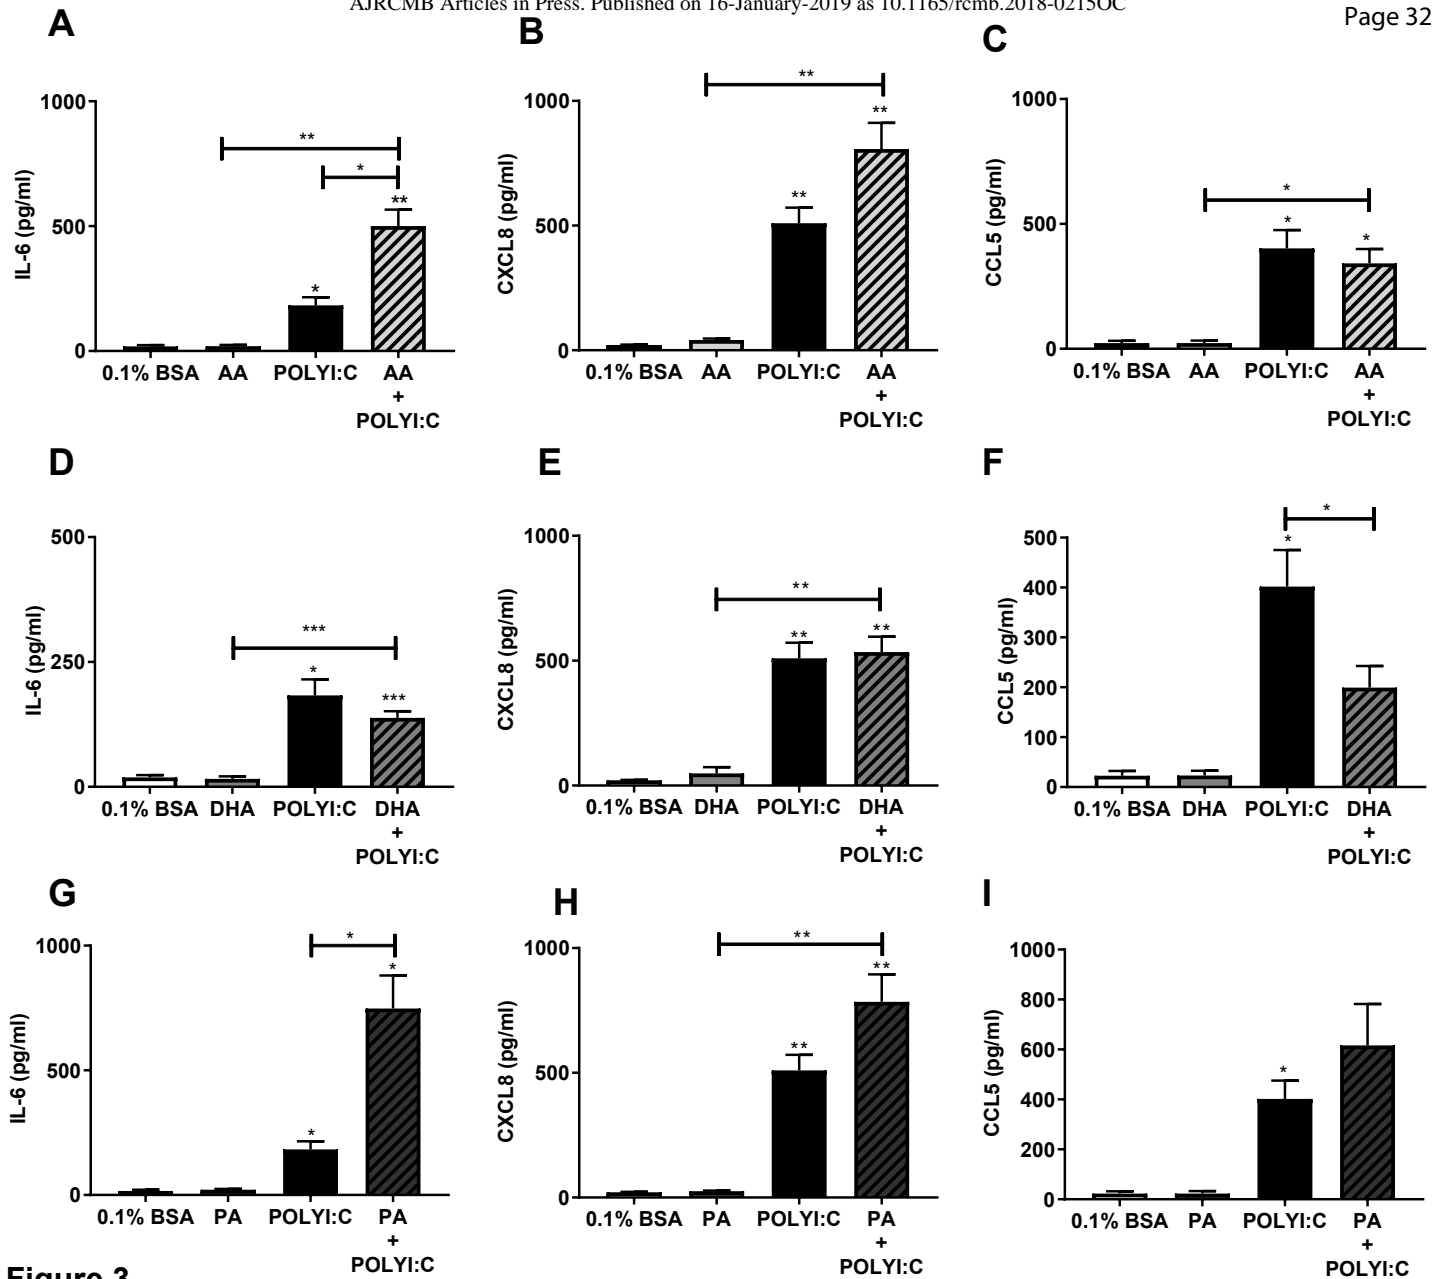 AJRCMB Articles in Press. Published on 16-January-2019 as 10.1165/rcmb.2018-0215OC
Page 32
A
IL-6 (pg/ml)
1000
500
0
**
*
*
**
0.1% BSA AA POLYI:C AA
+
POLYI:C
B
CXCL8 (pg/ml)
1000
500
0
**
**
**
0.1% BSA AA POLYI:C AA
+
POLYI:C
C
CCL5 (pg/ml)
1000
500
0
*
*
*
0.1% BSA AA POLYI:C AA
+
POLYI:C
D
IL-6 (pg/ml)
500
250
0
***
*
***
0.1% BSA DHA POLYI:C DHA
+
POLYI:C
E
CXCL8 (pg/ml)
1000
500
0
**
**
**
0.1% BSA DHA POLYI:C DHA
+
POLYI:C
F
CCL5 (pg/ml)
500
400
300
200
100
0
*
*
0.1% BSA DHA POLYI:C DHA
+
POLYI:C
G
IL-6 (pg/ml)
1000
500
0
*
*
*
0.1% BSA PA POLYI:C PA
+
POLYI:C
H
CXCL8 (pg/ml)
1000
500
0
**
**
**
0.1% BSA PA POLYI:C PA
+
POLYI:C
I
CCL5 (pg/ml)
1000
800
600
400
200
0
*
0.1% BSA PA POLYI:C PA
+
POLYI:C
Figure 3